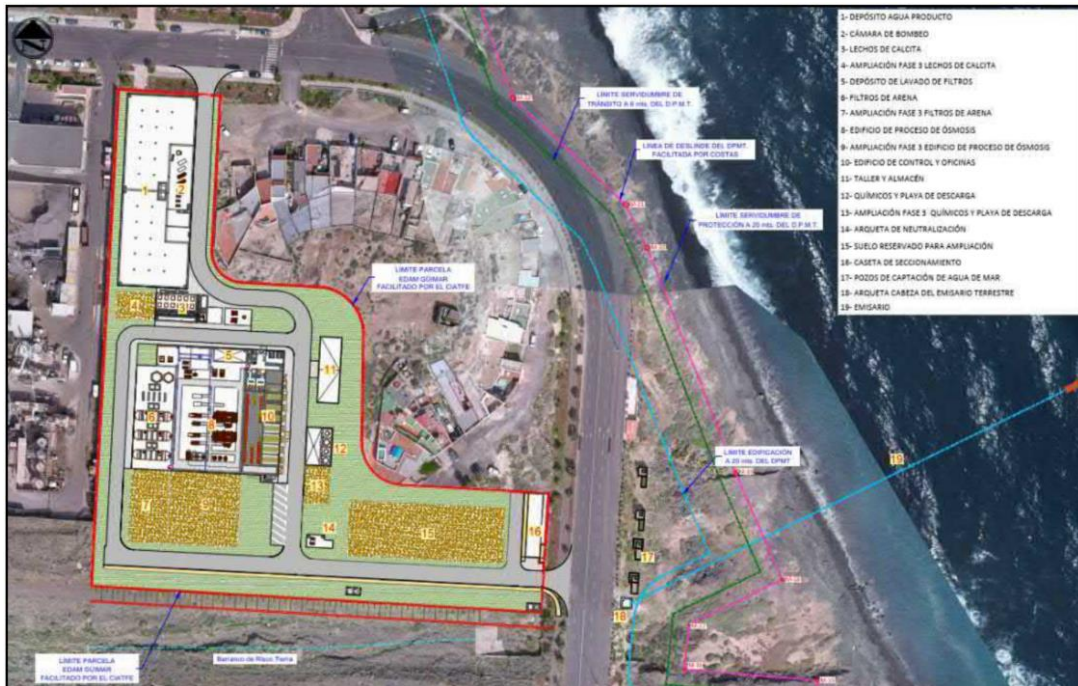 1- DEPÓSITO AGUA PRODUCTO
2- CÁMARA DE BOMBEO
3- LECHOS DE CALCITA
4- AMPLIACIÓN FASE 3 LECHOS DE CALCITA
5- DEPÓSITO DE LAVADO DE FILTROS
6- FILTROS DE ARENA
7- AMPLIACIÓN FASE 3 FILTROS DE ARENA
8- EDIFICIO DE PROCESO DE ÓSMOSIS
9- AMPLIACIÓN FASE 3 EDIFICIO DE PROCESO DE ÓSMOSIS
10- EDIFICIO DE CONTROL Y OFICINAS
11- TALLER Y ALMACÉN
12- QUÍMICOS Y PLAYA DE DESCARGA
13- AMPLIACIÓN FASE 3 QUÍMICOS Y PLAYA DE DESCARGA
14- ARQUETA DE NEUTRALIZACIÓN
15- SUELO RESERVADO PARA AMPLIACIÓN
16- CASETA DE SECCIONAMIENTO
17- POZOS DE CAPTACIÓN DE AGUA DE MAR
18- ARQUETA CABEZA DEL EMISARIO TERRESTRE
19- EMISARIO
LÍMITE SERVIDUMBRE DE
TRÁNSITO A 6 mts. DEL D.P.M.T.
LINEA DE DESLINDE DEL DPMT.
FACILITADA POR COSTAS
LÍMITE SERVIDUMBRE DE
PROTECCIÓN A 20 mts. DEL D.P.M.T.
LIMITE PARCELA
EDAM GÜIMAR
FACILITADO POR EL CIATFE
LÍMITE EDIFICACIÓN
A 20 mts. DEL DPMT
1
2
4
3
5
11
6
8
10
12
13
7
14
15
16
17
18
19
LIMITE PARCELA
EDAM GUIMAR
FACILITADO POR EL CIATFE
Barranco de Risco Tierra